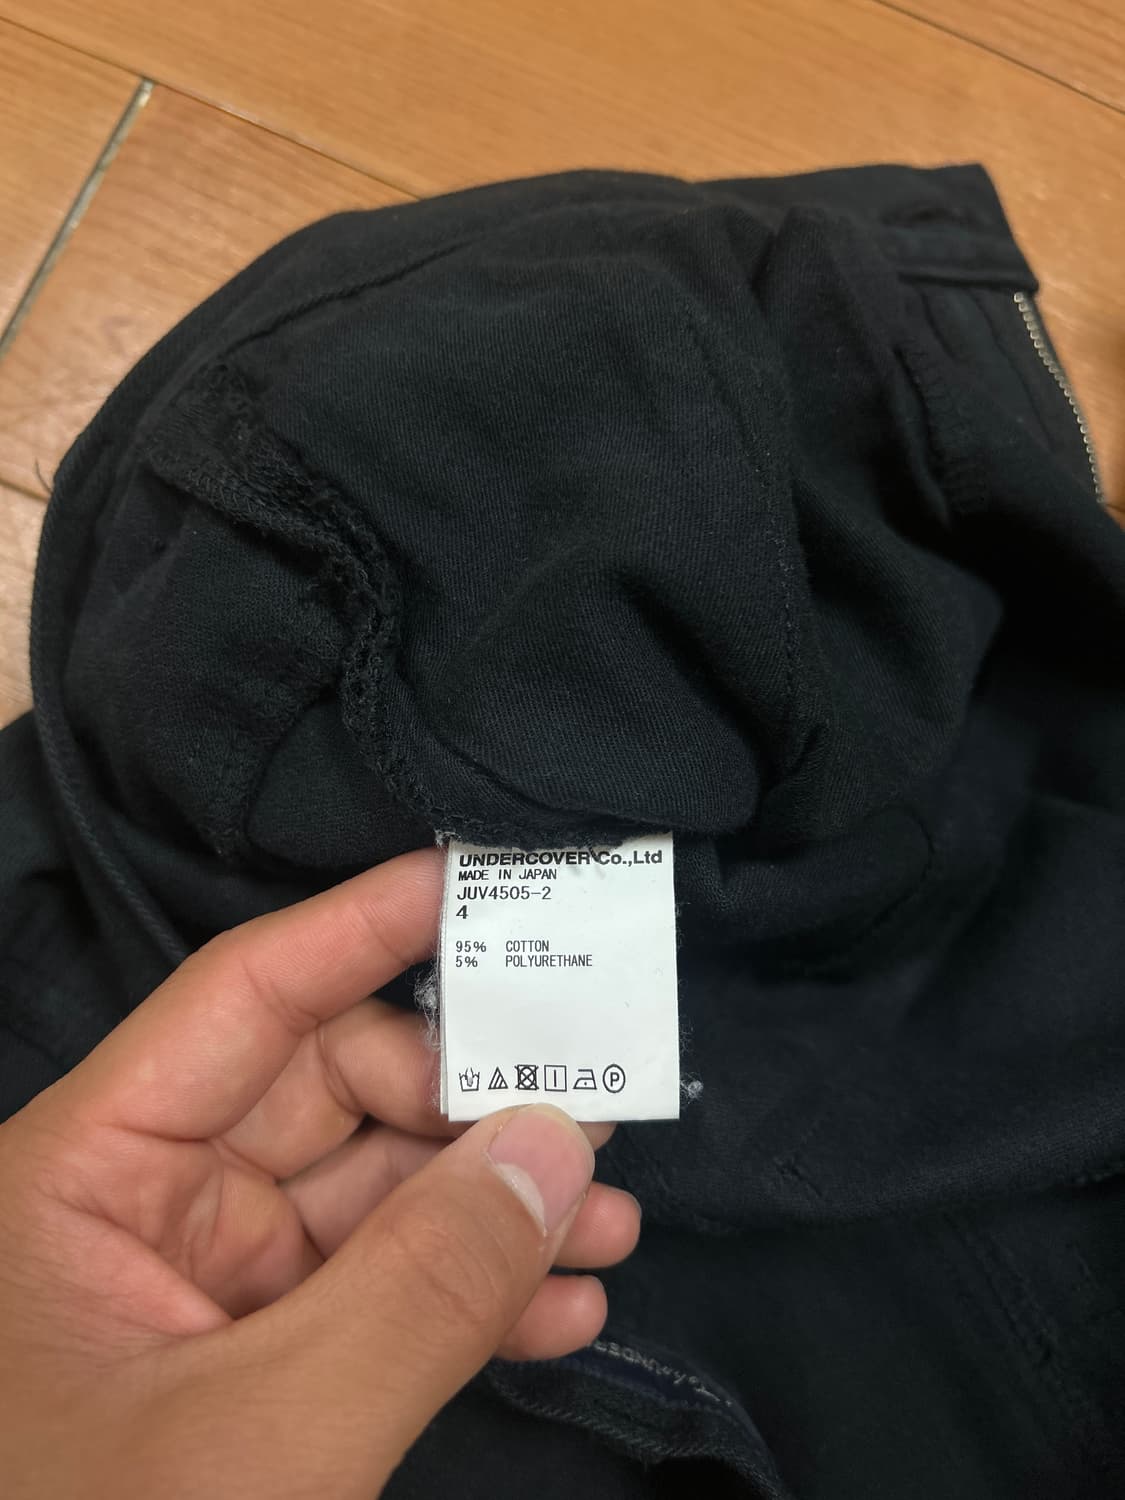 UNDERCOVER Co.,Ltd
MADE IN JAPAN
JUV4505-2
4
95% COTTON
5% POLYURETHANE
P